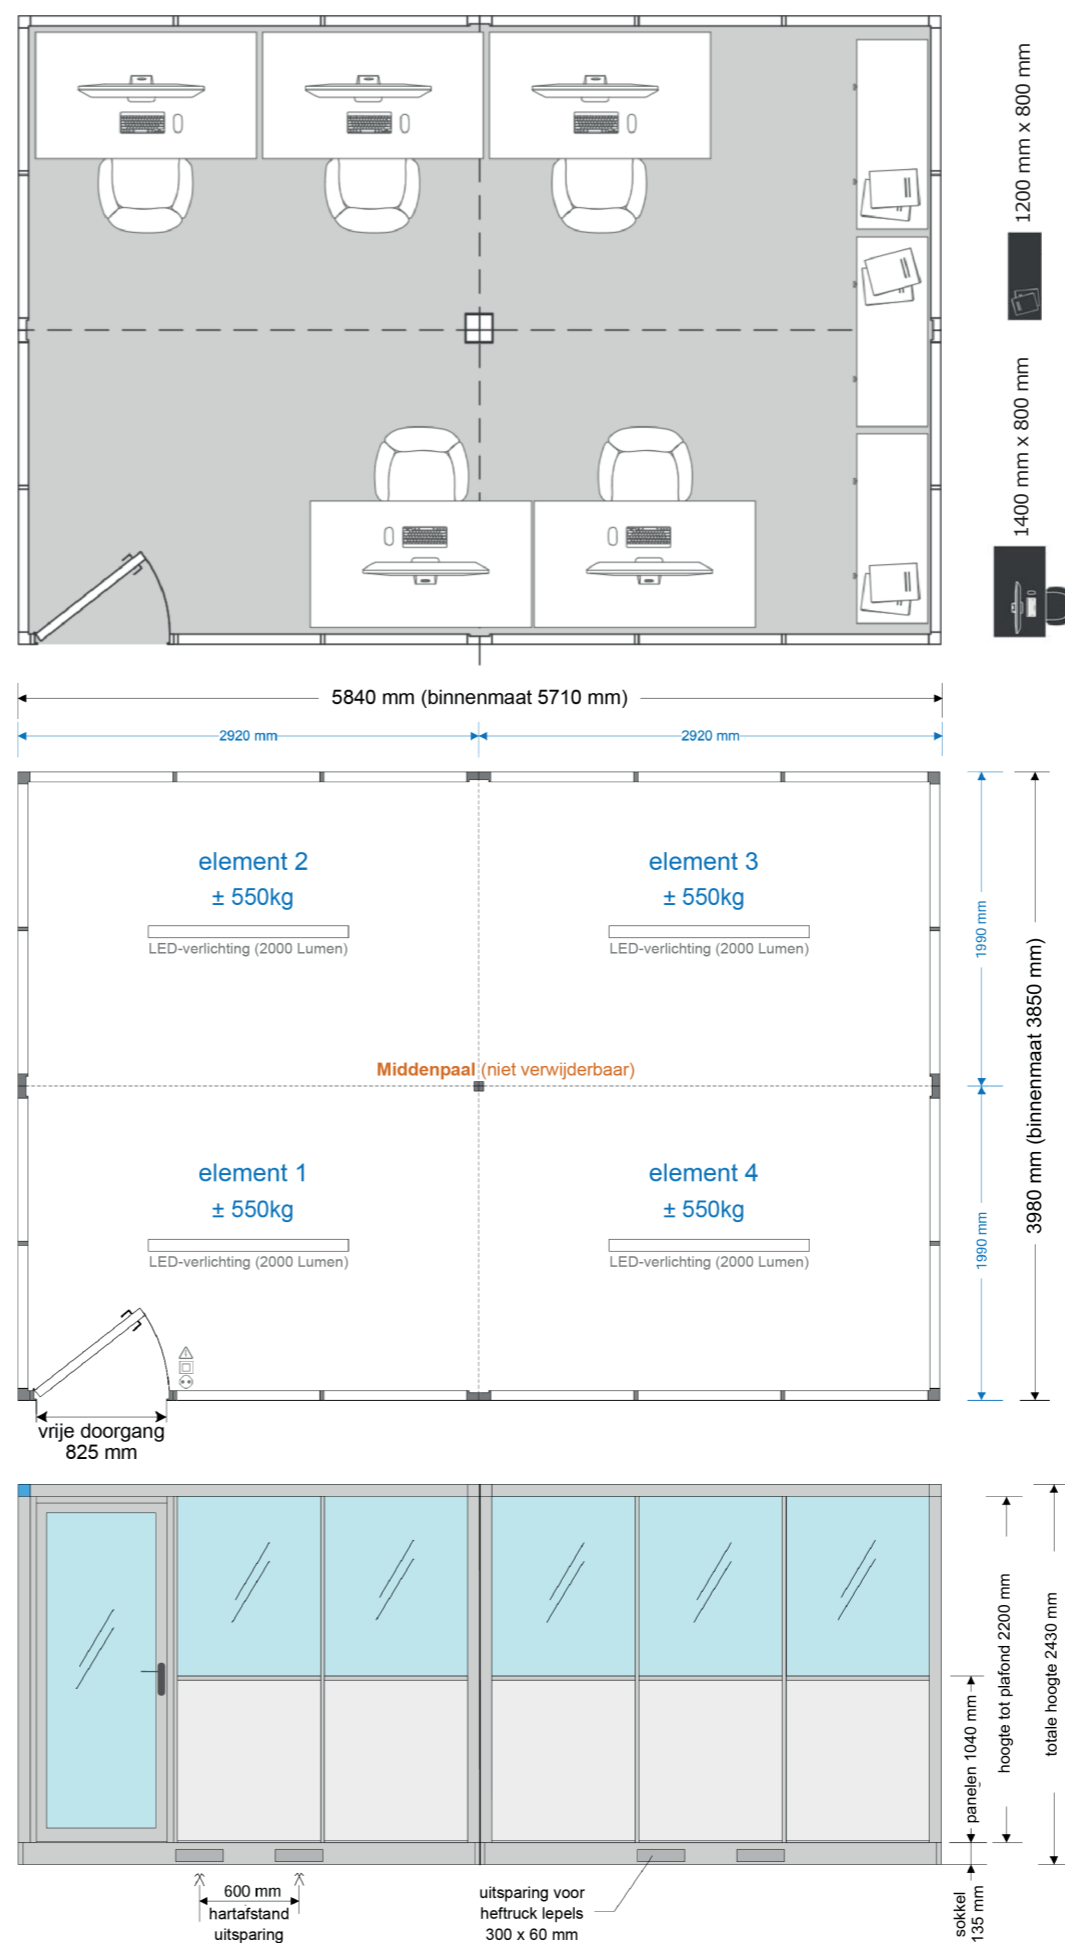 1200 mm x 800 mm
1400 mm x 800 mm
5840 mm (binnenmaat 5710 mm)
2920 mm
2920 mm
element 2
± 550kg
LED-verlichting (2000 Lumen)
element 3
± 550kg
LED-verlichting (2000 Lumen)
1990 mm
3980 mm (binnenmaat 3850 mm)
Middenpaal (niet verwijderbaar)
element 1
± 550kg
LED-verlichting (2000 Lumen)
element 4
± 550kg
LED-verlichting (2000 Lumen)
1990 mm
vrije doorgang
825 mm
panelen 1040 mm
hoogte tot plafond 2200 mm
totale hoogte 2430 mm
600 mm
hartafstand
uitsparing
uitsparing voor
heftruck lepels
300 x 60 mm
sokkel
135 mm